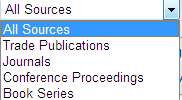 All Sources
All Sources
Trade Publications
Journals
Conference Proceedings
Book Series